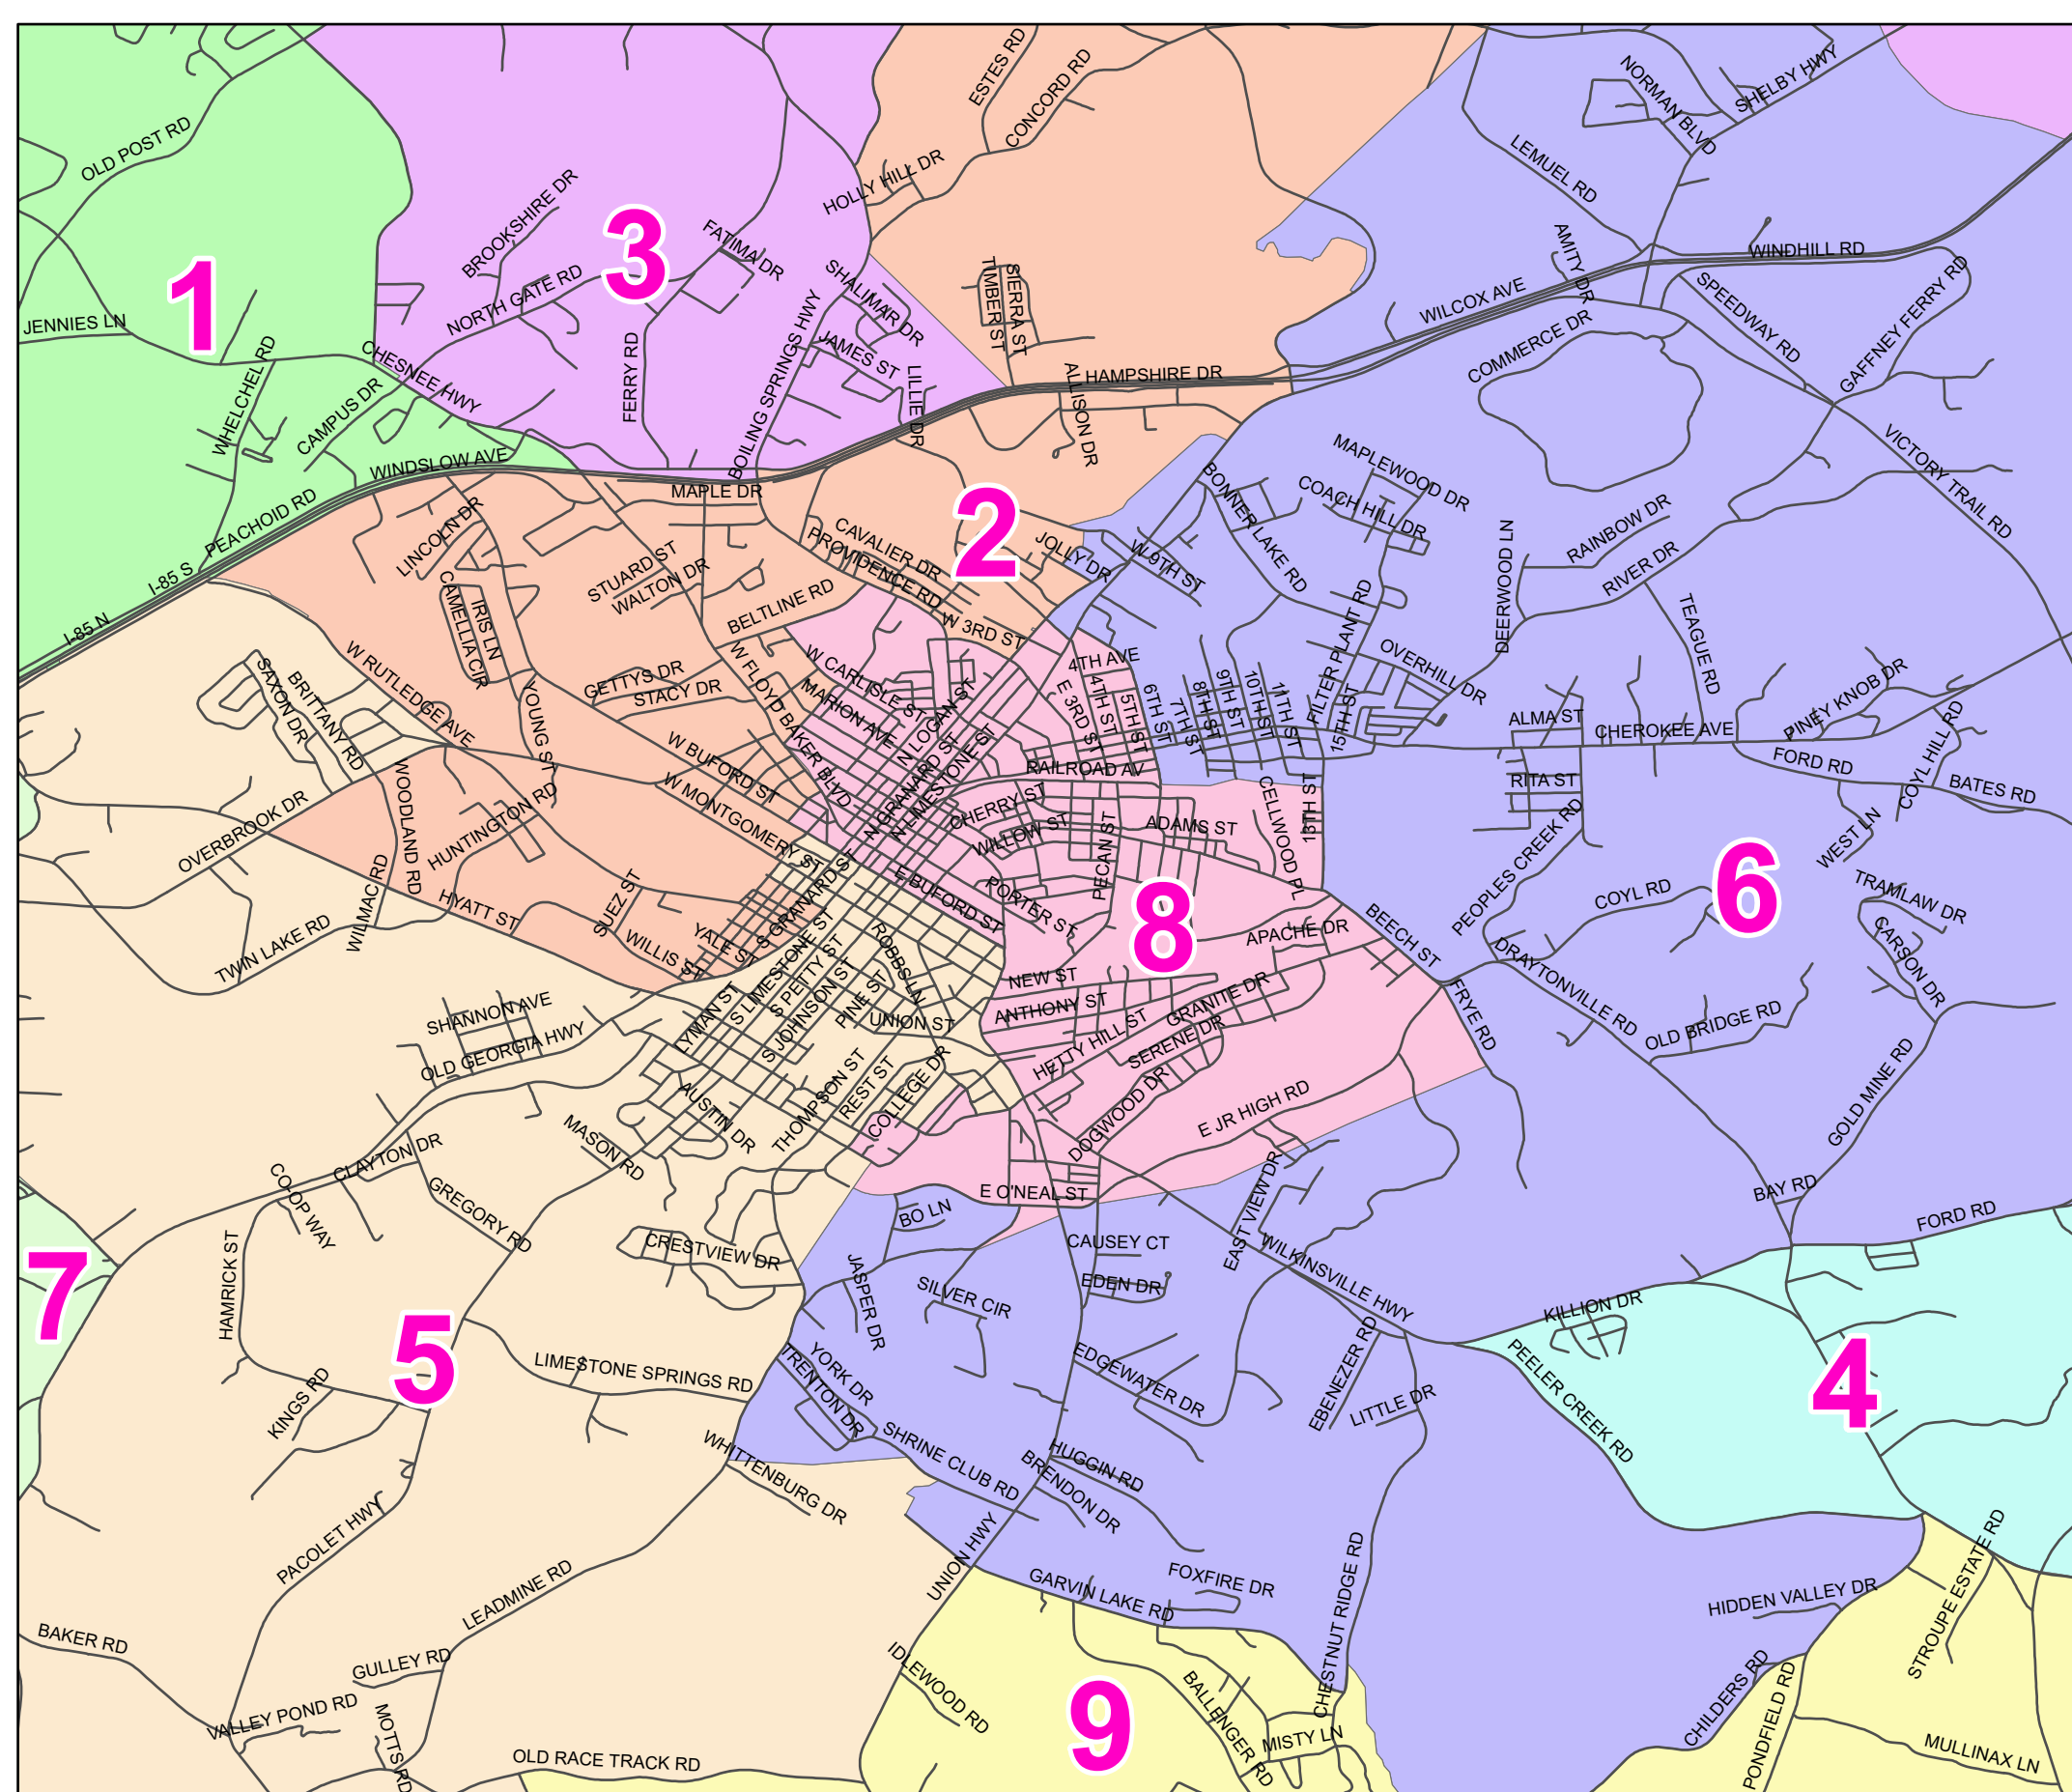 ESTES RD
CONCORD RD
NORMAN BLVD
SHELBY HWY
OLD POST RD
HOLLY HILL DR
LEMUEL RD
BROOKSHIRE DR
3
FATIMA DR
AMITY DR
WINDHILL RD
1
NORTH GATE RD
SHALIMAR DR
TIMBER ST
SIERRA ST
WILCOX AVE
SPEEDWAY RD
GAFFNEY FERRY RD
JENNIES LN
CHESNEE HWY
FERRY RD
BOILING SPRINGS HWY
JAMES ST
LILLIE DR
ALLISON DR
HAMPSHIRE DR
COMMERCE DR
WHELCHEL RD
CAMPUS DR
WINDSLOW AVE
MAPLE DR
MAPLEWOOD DR
COACH HILL DR
BONNER LAKE RD
VICTORY TRAIL RD
PEACHOID RD
LINCOLN DR
2
CAVALIER DR
PROVIDENCE RD
JOLLY DR
W 9TH ST
DEERWOOD LN
RAINBOW DR
RIVER DR
I-85 S
I-85 N
STUARD ST
WALTON DR
CAMELLIA CIR
IRIS LN
BELTLINE RD
W 3RD ST
FILTER PLANT RD
TEAGUE RD
W RUTLEDGE AVE
SAXON DR
BRITTANY RD
GETTYS DR
STACY DR
W FLOYD BAKER BLVD
W CARLISLE ST
MARION AVE
N LOGAN ST
4TH AVE
4TH ST
E 3RD ST
5TH ST
6TH ST
7TH ST
8TH ST
9TH ST
10TH ST
11TH ST
15TH ST
OVERHILL DR
YOUNG ST
W BUFORD ST
N GRANARD ST
N LIMESTONE ST
ALMA ST
CHEROKEE AVE
PINEY KNOB DR
COYL HILL RD
WOODLAND RD
W MONTGOMERY ST
RAILROAD AV
CHERRY ST
WILLOW ST
ADAMS ST
CELLWOOD PL
13TH ST
RITA ST
FORD RD
BATES RD
OVERBROOK DR
HUNTINGTON RD
PECAN ST
PEOPLES CREEK RD
WEST LN
6
WILMAC RD
HYATT ST
SUEZ ST
WILLIS ST
YALE ST
S GRANARD ST
E BUFORD ST
PORTER ST
8
APACHE DR
BEECH ST
COYL RD
TRAMLAW DR
CARSON DR
TWIN LAKE RD
S LIMESTONE ST
S PETTY ST
S JOHNSON ST
ROBBS LN
PINE ST
NEW ST
ANTHONY ST
GRANITE DR
DRAYTONVILLE RD
FRYE RD
OLD BRIDGE RD
SHANNON AVE
LYMAN ST
UNION ST
HETTY HILL ST
SERENE DR
OLD GEORGIA HWY
AUSTIN DR
THOMPSON ST
REST ST
COLLEGE DR
DOGWOOD DR
E JR HIGH RD
GOLD MINE RD
MASON RD
CLAYTON DR
CO-OP WAY
GREGORY RD
E O'NEAL ST
BO LN
EAST VIEW DR
BAY RD
FORD RD
HAMRICK ST
7
CRESTVIEW DR
JASPER DR
SILVER CIR
CAUSEY CT
EDEN DR
WILKINSVILLE HWY
KILLION DR
5
LIMESTONE SPRINGS RD
KINGS RD
YORK DR
TRENTON DR
EDGEWATER DR
EBENEZER RD
LITTLE DR
PEELER CREEK RD
4
WHITTENBURG DR
SHRINE CLUB RD
HUGGIN RD
BRENDON DR
PACOLET HWY
UNION HWY
LEADMINE RD
GARVIN LAKE RD
FOXFIRE DR
CHESTNUT RIDGE RD
HIDDEN VALLEY DR
STROUPE ESTATE RD
BAKER RD
GULLEY RD
IDLEWOOD RD
VALLEY POND RD
MOTTS RD
9
BALLENGER RD
MISTY LN
CHILDERS RD
PONDFIELD RD
OLD RACE TRACK RD
MULLINAX LN